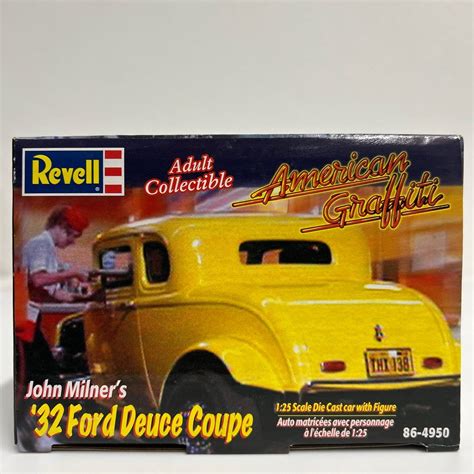 Revell
Adult
Collectible
American
Graffiti
THX 138
John Milner's
'32 Ford Deuce Coupe
1:25 Scale Die Cast car with Figure
Auto matricées avec personnage
à l'échelle de 1:25
86-4950